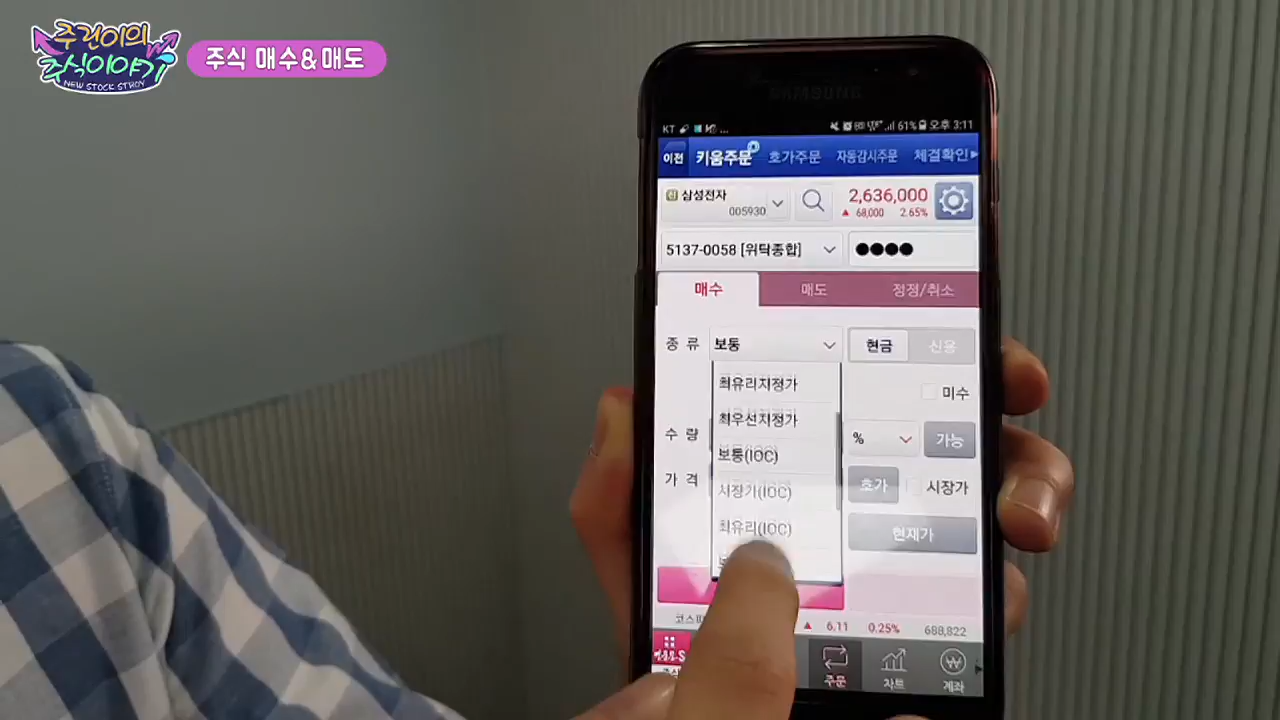 주건이의
주식이야기
NEW STOCK STROY
주식 매수&매도
SAMSUNG
KT
61% 오후 3:11
이전 키움주문 호가주문 자동감시주문 체결확인
신 삼성전자
005930
2,636,000
▲ 68,000 2.65%
5137-0058 [위탁종합]
매수 매도 정정/취소
종 류 보통 현금 신용
최유리지정가
미수
최우선지정가
수 량 % 가능
보통(IOC)
가 격 호가 시장가
시장가(IOC)
최유리(IOC)
현재가
▲ 6.11 0.25% 688,822
주문 차트 계좌